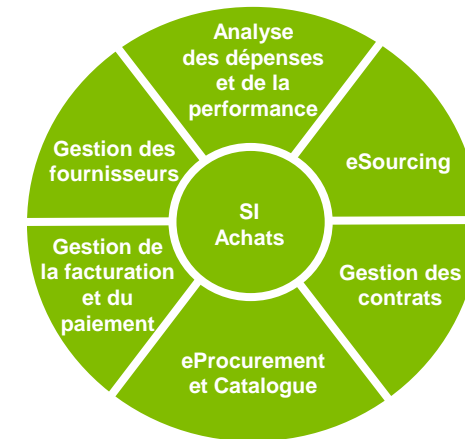 Analyse
des dépenses
et de la
performance
Gestion des
fournisseurs
eSourcing
SI
Achats
Gestion de
la facturation
et du
paiement
Gestion des
contrats
eProcurement
et Catalogue